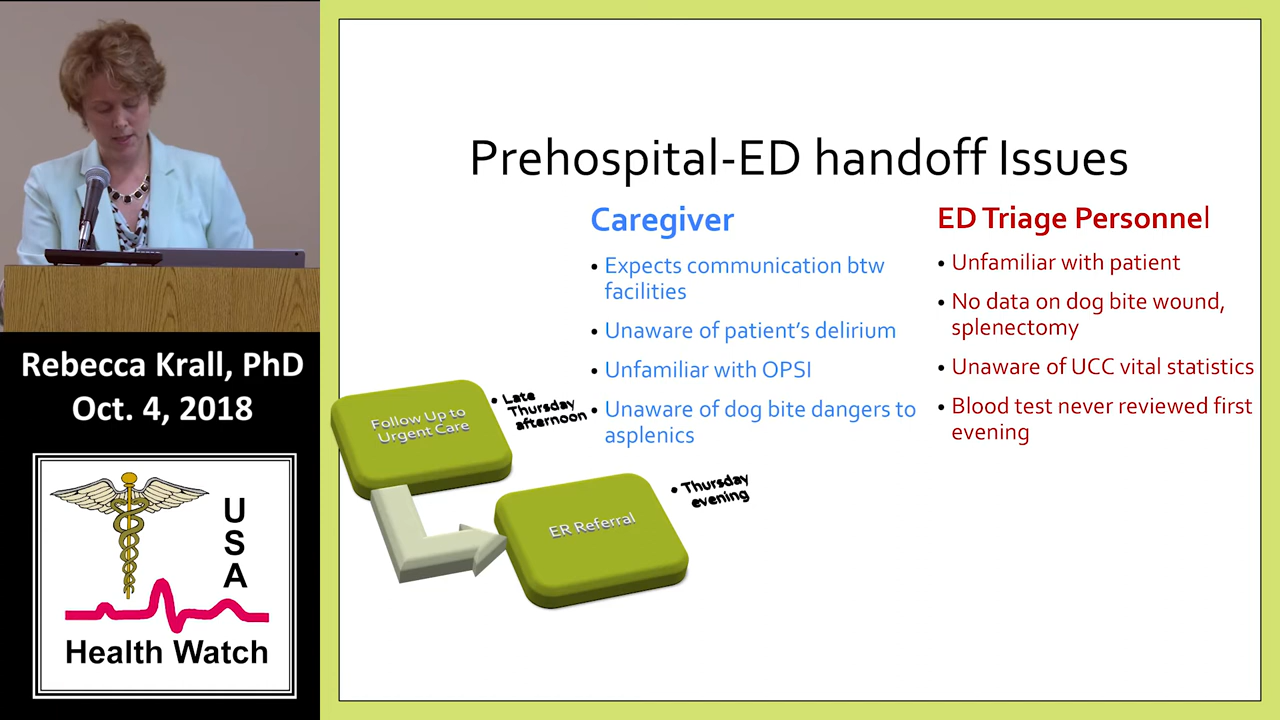 Prehospital-ED handoff Issues
Caregiver
• Expects communication btw
facilities
• Unaware of patient's delirium
• Unfamiliar with OPSI
• Unaware of dog bite dangers to
asplenics
ED Triage Personnel
• Unfamiliar with patient
• No data on dog bite wound,
splenectomy
• Unaware of UCC vital statistics
• Blood test never reviewed first
evening
Follow Up to
Urgent Care
• Late
Thursday
afternoon
ER Referral
• Thursday
evening
Rebecca Krall, PhD
Oct. 4, 2018
U
S
A
Health Watch